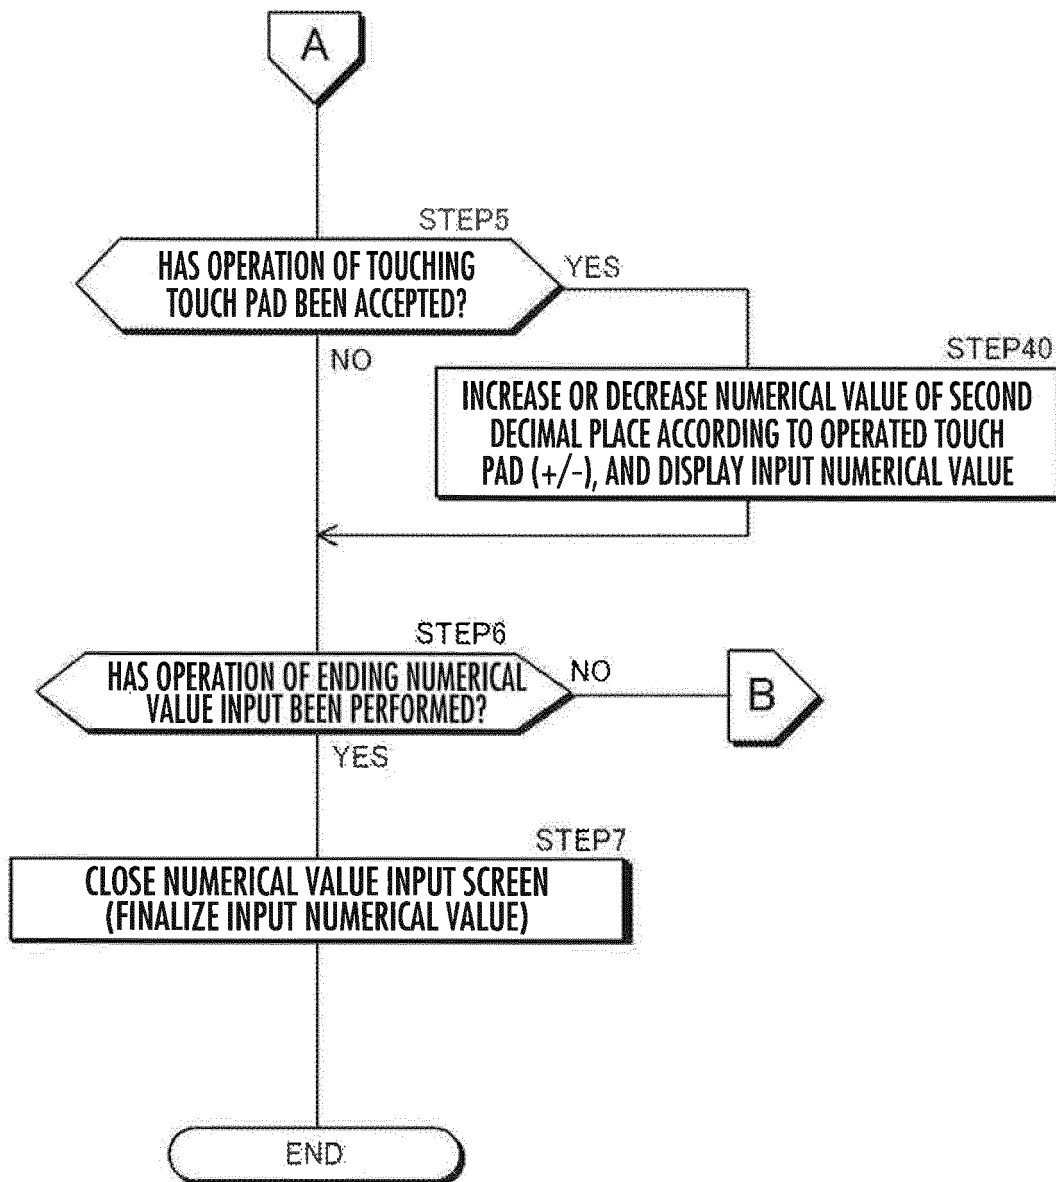 A
STEP5
HAS OPERATION OF TOUCHING
TOUCH PAD BEEN ACCEPTED?
YES
NO
STEP40
INCREASE OR DECREASE NUMERICAL VALUE OF SECOND
DECIMAL PLACE ACCORDING TO OPERATED TOUCH
PAD (+/-), AND DISPLAY INPUT NUMERICAL VALUE
STEP6
HAS OPERATION OF ENDING NUMERICAL
VALUE INPUT BEEN PERFORMED?
NO
B
YES
STEP7
CLOSE NUMERICAL VALUE INPUT SCREEN
(FINALIZE INPUT NUMERICAL VALUE)
END